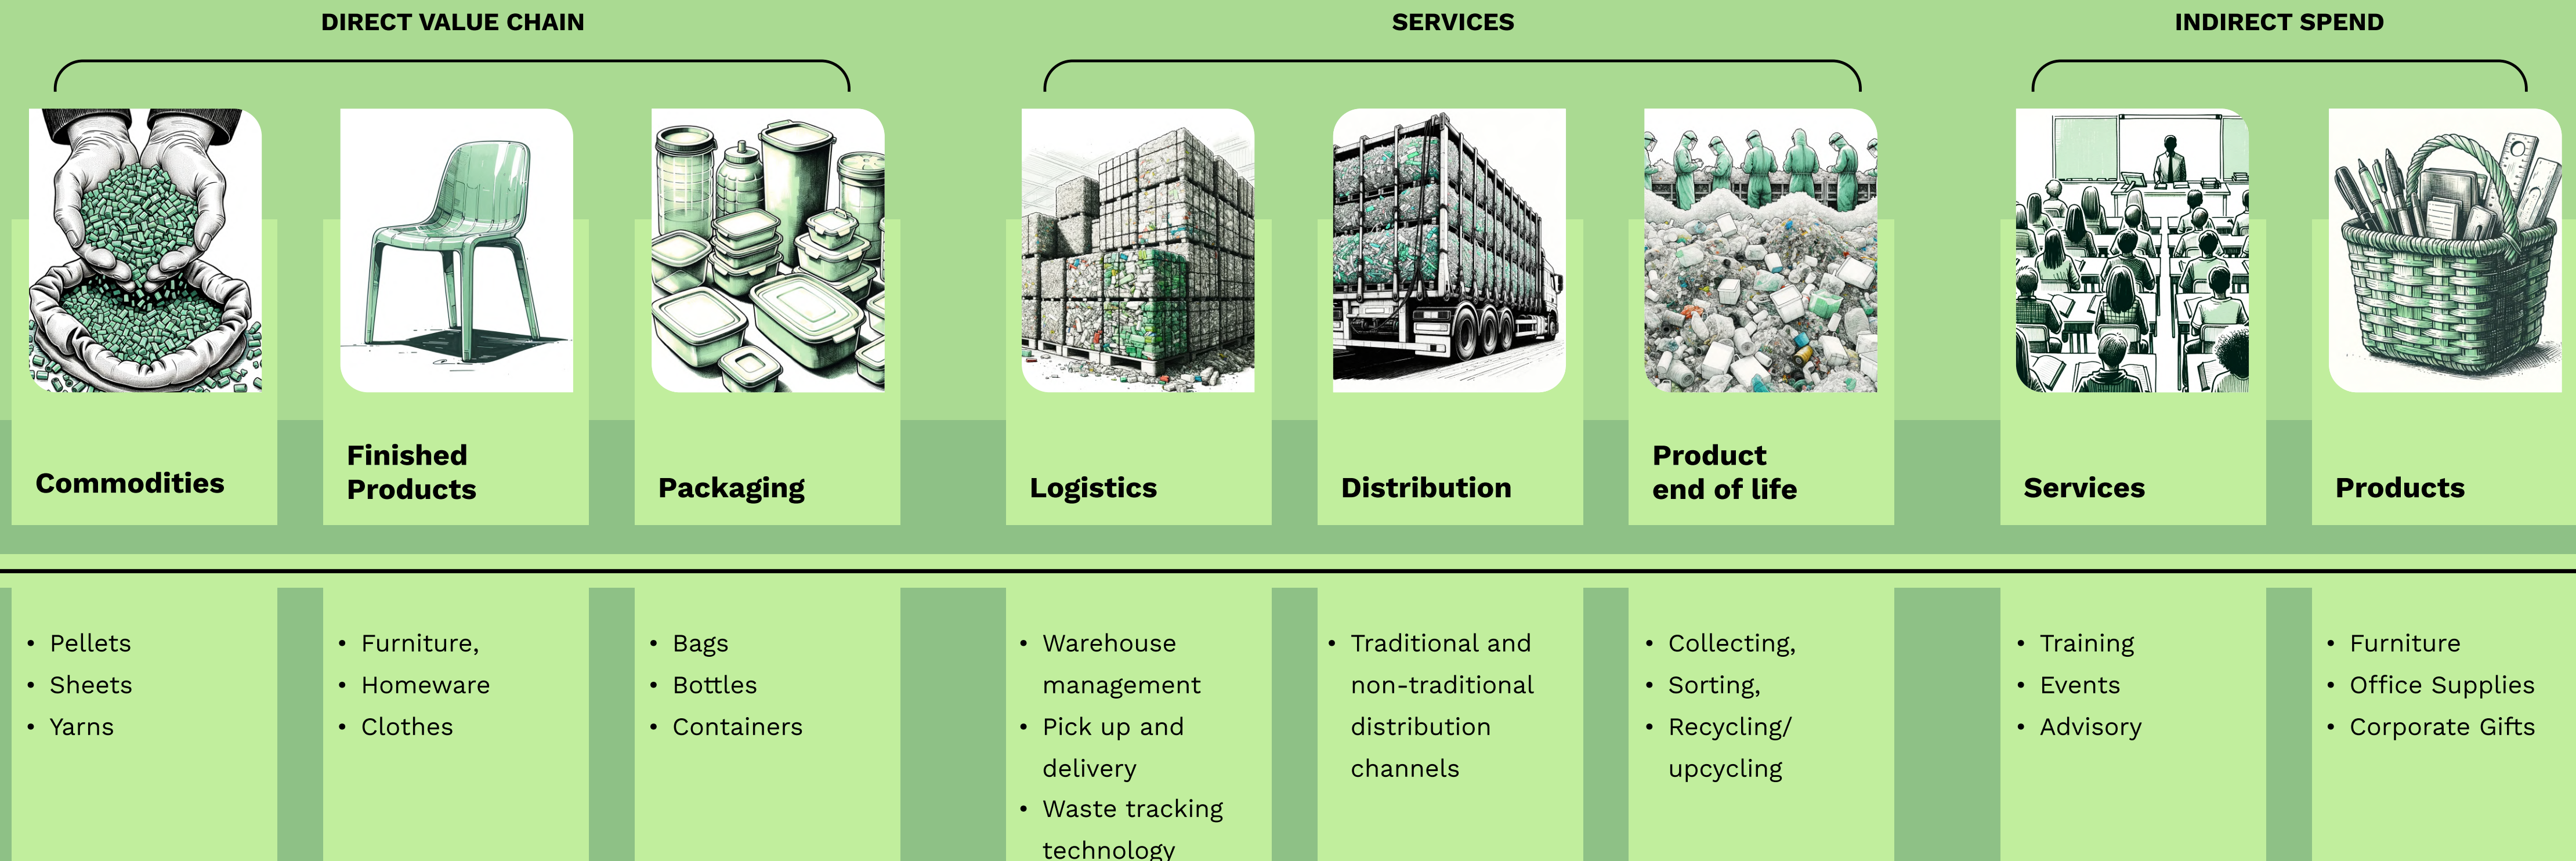 DIRECT VALUE CHAIN
SERVICES
INDIRECT SPEND
Commodities
Finished
Products
Packaging
Logistics
Distribution
Product
end of life
Services
Products
• Pellets
• Sheets
• Yarns
• Furniture,
• Homeware
• Clothes
• Bags
• Bottles
• Containers
• Warehouse
management
• Pick up and
delivery
• Waste tracking
technology
• Traditional and
non-traditional
distribution
channels
• Collecting,
• Sorting,
• Recycling/
upcycling
• Training
• Events
• Advisory
• Furniture
• Office Supplies
• Corporate Gifts